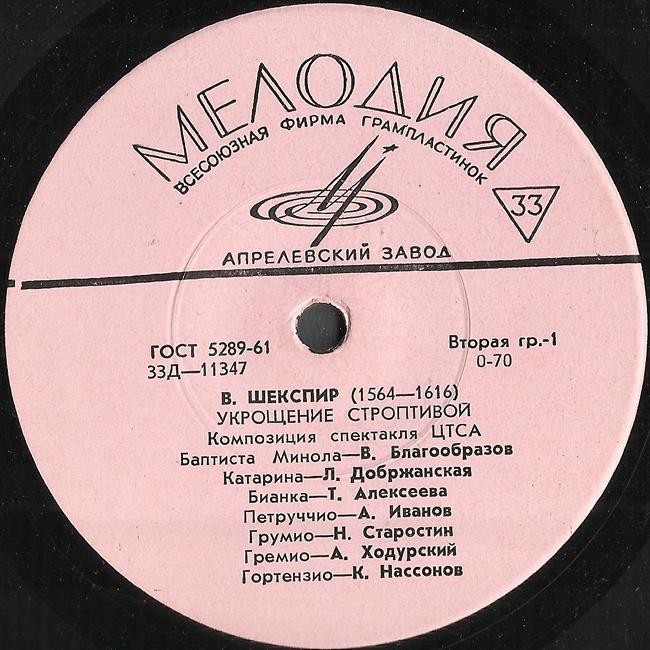 МЕЛОДИЯ
ВСЕСОЮЗНАЯ ФИРМА ГРАМПЛАСТИНОК
33
АПРЕЛЕВСКИЙ ЗАВОД
ГОСТ 5289-61
Вторая гр.-1
33Д—11347
0-70
В. ШЕКСПИР (1564—1616)
УКРОЩЕНИЕ СТРОПТИВОЙ
Композиция спектакля ЦТСА
Баптиста Минола—В. Благообразов
Катарина—Л. Добржанская
Бианка—Т. Алексеева
Петруччио—А. Иванов
Грумио—Н. Старостин
Гремио—А. Ходурский
Гортензио—К. Нассонов